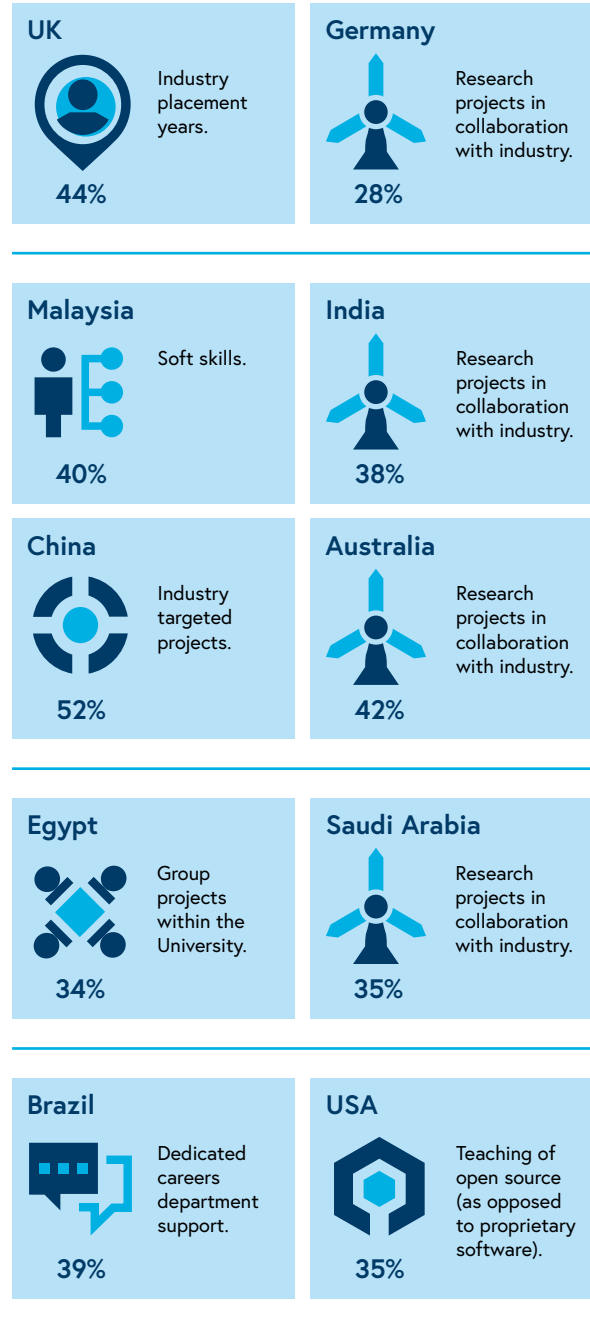 UK
Industry
placement
years.
44%
Germany
Research
projects in
collaboration
with industry.
28%
Malaysia
Soft skills.
40%
India
Research
projects in
collaboration
with industry.
38%
China
Industry
targeted
projects.
52%
Australia
Research
projects in
collaboration
with industry.
42%
Egypt
Group
projects
within the
University.
34%
Saudi Arabia
Research
projects in
collaboration
with industry.
35%
Brazil
Dedicated
careers
department
support.
39%
USA
Teaching of
open source
(as opposed
to proprietary
software).
35%